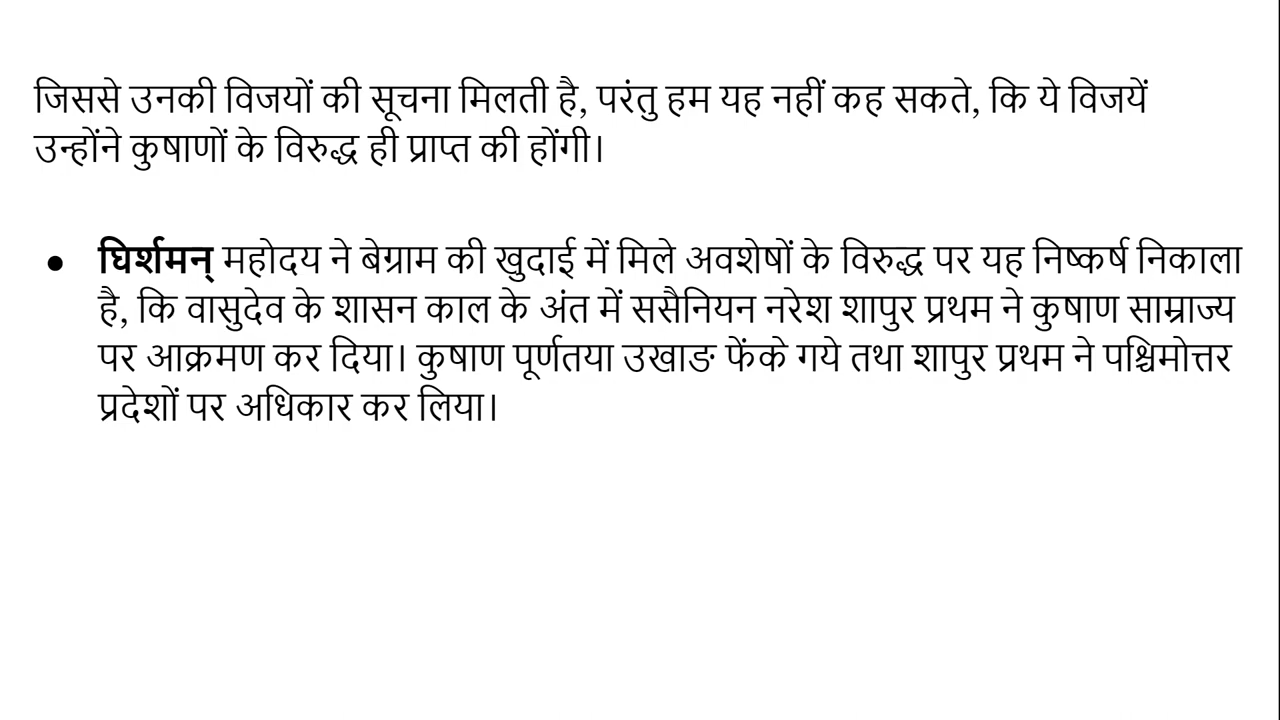 जिससे उनकी विजयों की सूचना मिलती है, परंतु हम यह नहीं कह सकते, कि ये विजयें
उन्होंने कुषाणों के विरुद्ध ही प्राप्त की होंगी।
● घिर्शमन् महोदय ने बेग्राम की खुदाई में मिले अवशेषों के विरुद्ध पर यह निष्कर्ष निकाला
है, कि वासुदेव के शासन काल के अंत में ससैनियन नरेश शापुर प्रथम ने कुषाण साम्राज्य
पर आक्रमण कर दिया। कुषाण पूर्णतया उखाङ फेंके गये तथा शापुर प्रथम ने पश्चिमोत्तर
प्रदेशों पर अधिकार कर लिया।